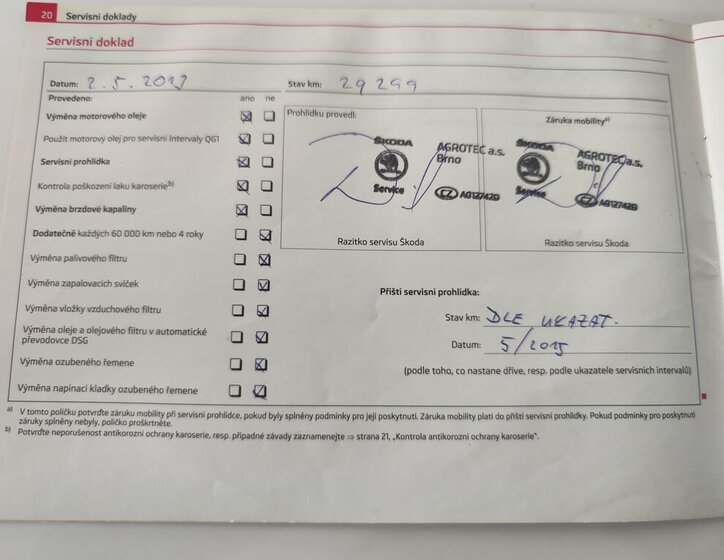 20 Servisní doklady
Servisní doklad
Datum: 2.5.2013 Stav km: 29 299
Provedeno: ano ne
Výměna motorového oleje
Použit motorový olej pro servisní intervaly QG1
Servisní prohlídka
Kontrola poškození laku karoserie b)
Výměna brzdové kapaliny
Dodatečně každých 60 000 km nebo 4 roky
Výměna palivového filtru
Výměna zapalovacích svíček
Výměna vložky vzduchového filtru
Výměna oleje a olejového filtru v automatické
převodovce DSG
Výměna ozubeného řemene
Výměna napínací kladky ozubeného řemene
Prohlídku provedl:
ŠKODA
Service
AGROTEC a.s.
Brno
CZ AG127420
Razítko servisu Škoda
Záruka mobility a)
ŠKODA
Service
AGROTEC a.s.
Brno
CZ AG127420
Razítko servisu Škoda
Příští servisní prohlídka:
Stav km: DLE UKAZAT.
Datum: 5/2015
(podle toho, co nastane dříve, resp. podle ukazatele servisních intervalů)
a) V tomto políčku potvrďte záruku mobility při servisní prohlídce, pokud byly splněny podmínky pro její poskytnutí. Záruka mobility platí do příští servisní prohlídky. Pokud podmínky pro poskytnutí
záruky splněny nebyly, políčko proškrtněte.
b) Potvrďte neporušenost antikorozní ochrany karoserie, resp. případné závady zaznamenejte ⇒ strana 21, „Kontrola antikorozní ochrany karoserie".